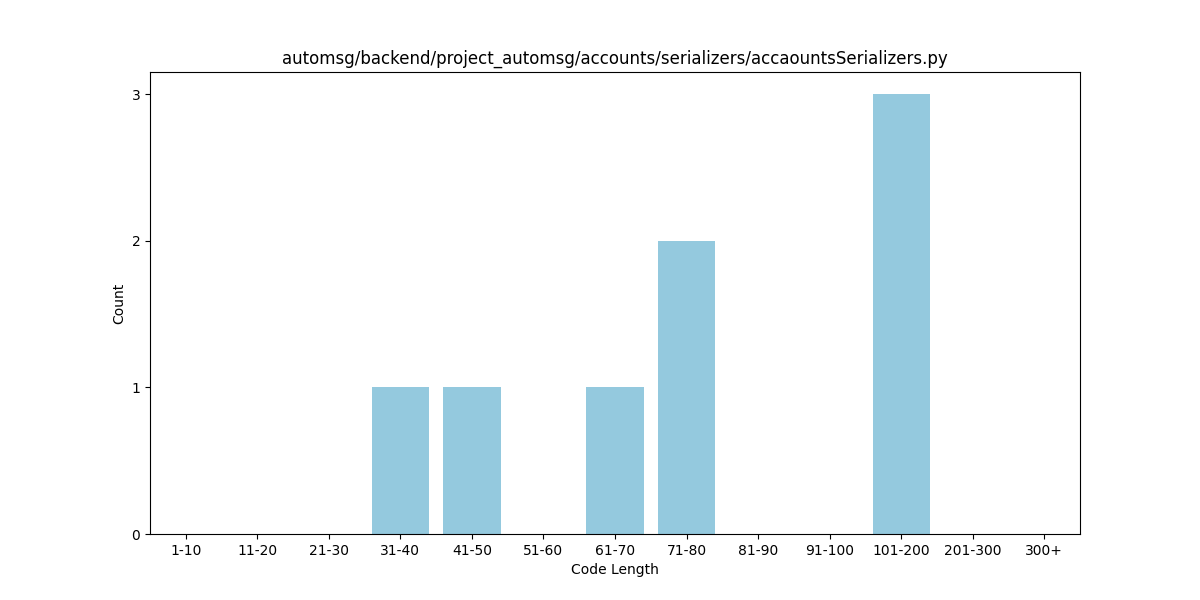 automsg/backend/project_automsg/accounts/serializers/accaountsSerializers.py
3
2
1
0
Count
1-10 11-20 21-30 31-40 41-50 51-60 61-70 71-80 81-90 91-100 101-200 201-300 300+
Code Length